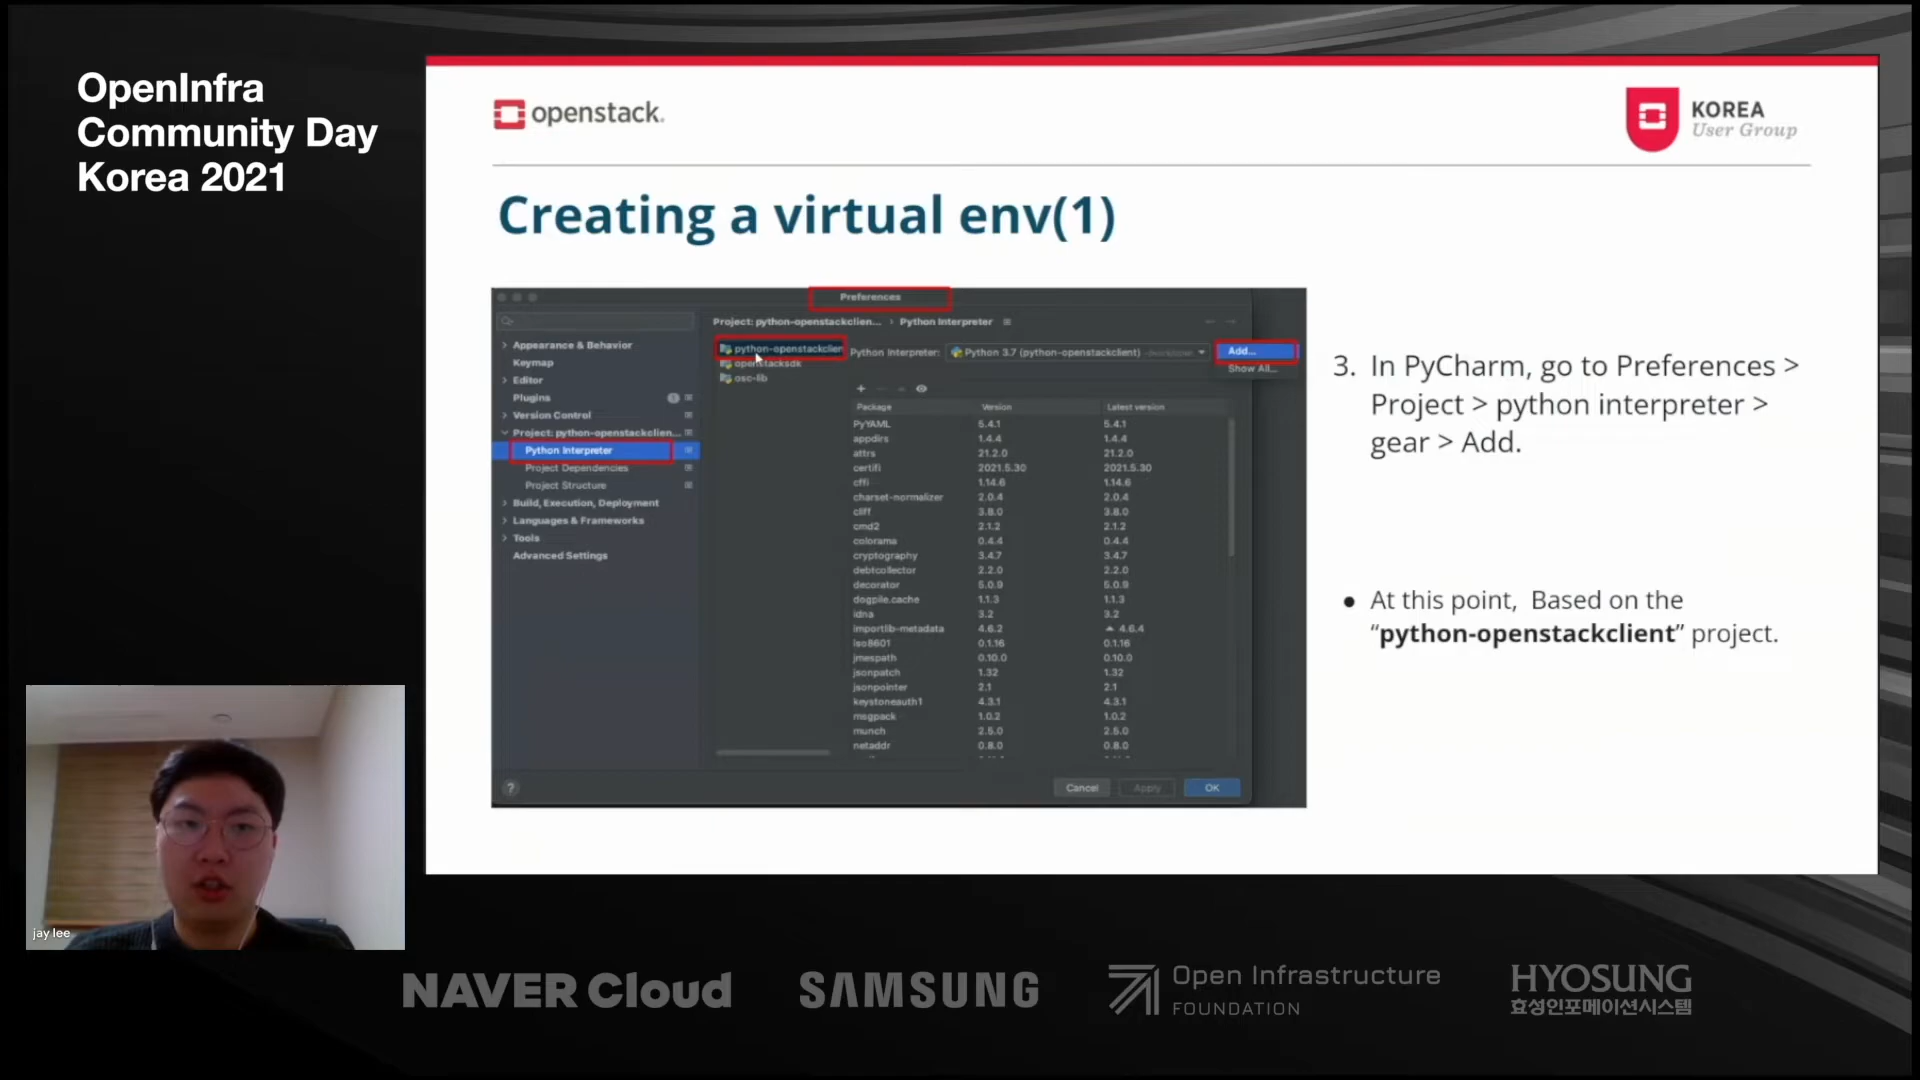 OpenInfra
Community Day
Korea 2021
openstack.
KOREA
User Group
Creating a virtual env(1)
Preferences
Project: python-openstackclien... › Python Interpreter
Appearance & Behavior
Keymap
Editor
Plugins
Version Control
Project: python-openstackclien...
Python Interpreter
Project Dependencies
Project Structure
Build, Execution, Deployment
Languages & Frameworks
Tools
Advanced Settings
python-openstackclien
openstacksdk
osc-lib
Python Interpreter: Python 3.7 (python-openstackclient)
Add...
Show All...
Package Version Latest version
PyYAML 5.4.1 5.4.1
appdirs 1.4.4 1.4.4
attrs 21.2.0 21.2.0
certifi 2021.5.30 2021.5.30
cffi 1.14.6 1.14.6
charset-normalizer 2.0.4 2.0.4
cliff 3.8.0 3.8.0
cmd2 2.1.2 2.1.2
colorama 0.4.4 0.4.4
cryptography 3.4.7 3.4.7
debtcollector 2.2.0 2.2.0
decorator 5.0.9 5.0.9
dogpile.cache 1.1.3 1.1.3
idna 3.2 3.2
importlib-metadata 4.6.2 4.6.4
iso8601 0.1.16 0.1.16
jmespath 0.10.0 0.10.0
jsonpatch 1.32 1.32
jsonpointer 2.1 2.1
keystoneauth1 4.3.1 4.3.1
msgpack 1.0.2 1.0.2
munch 2.5.0 2.5.0
netaddr 0.8.0 0.8.0
?
Cancel Apply OK
3. In PyCharm, go to Preferences >
Project > python interpreter >
gear > Add.
● At this point, Based on the
“python-openstackclient” project.
jay lee
NAVER Cloud
SAMSUNG
Open Infrastructure
FOUNDATION
HYOSUNG
효성인포메이션시스템